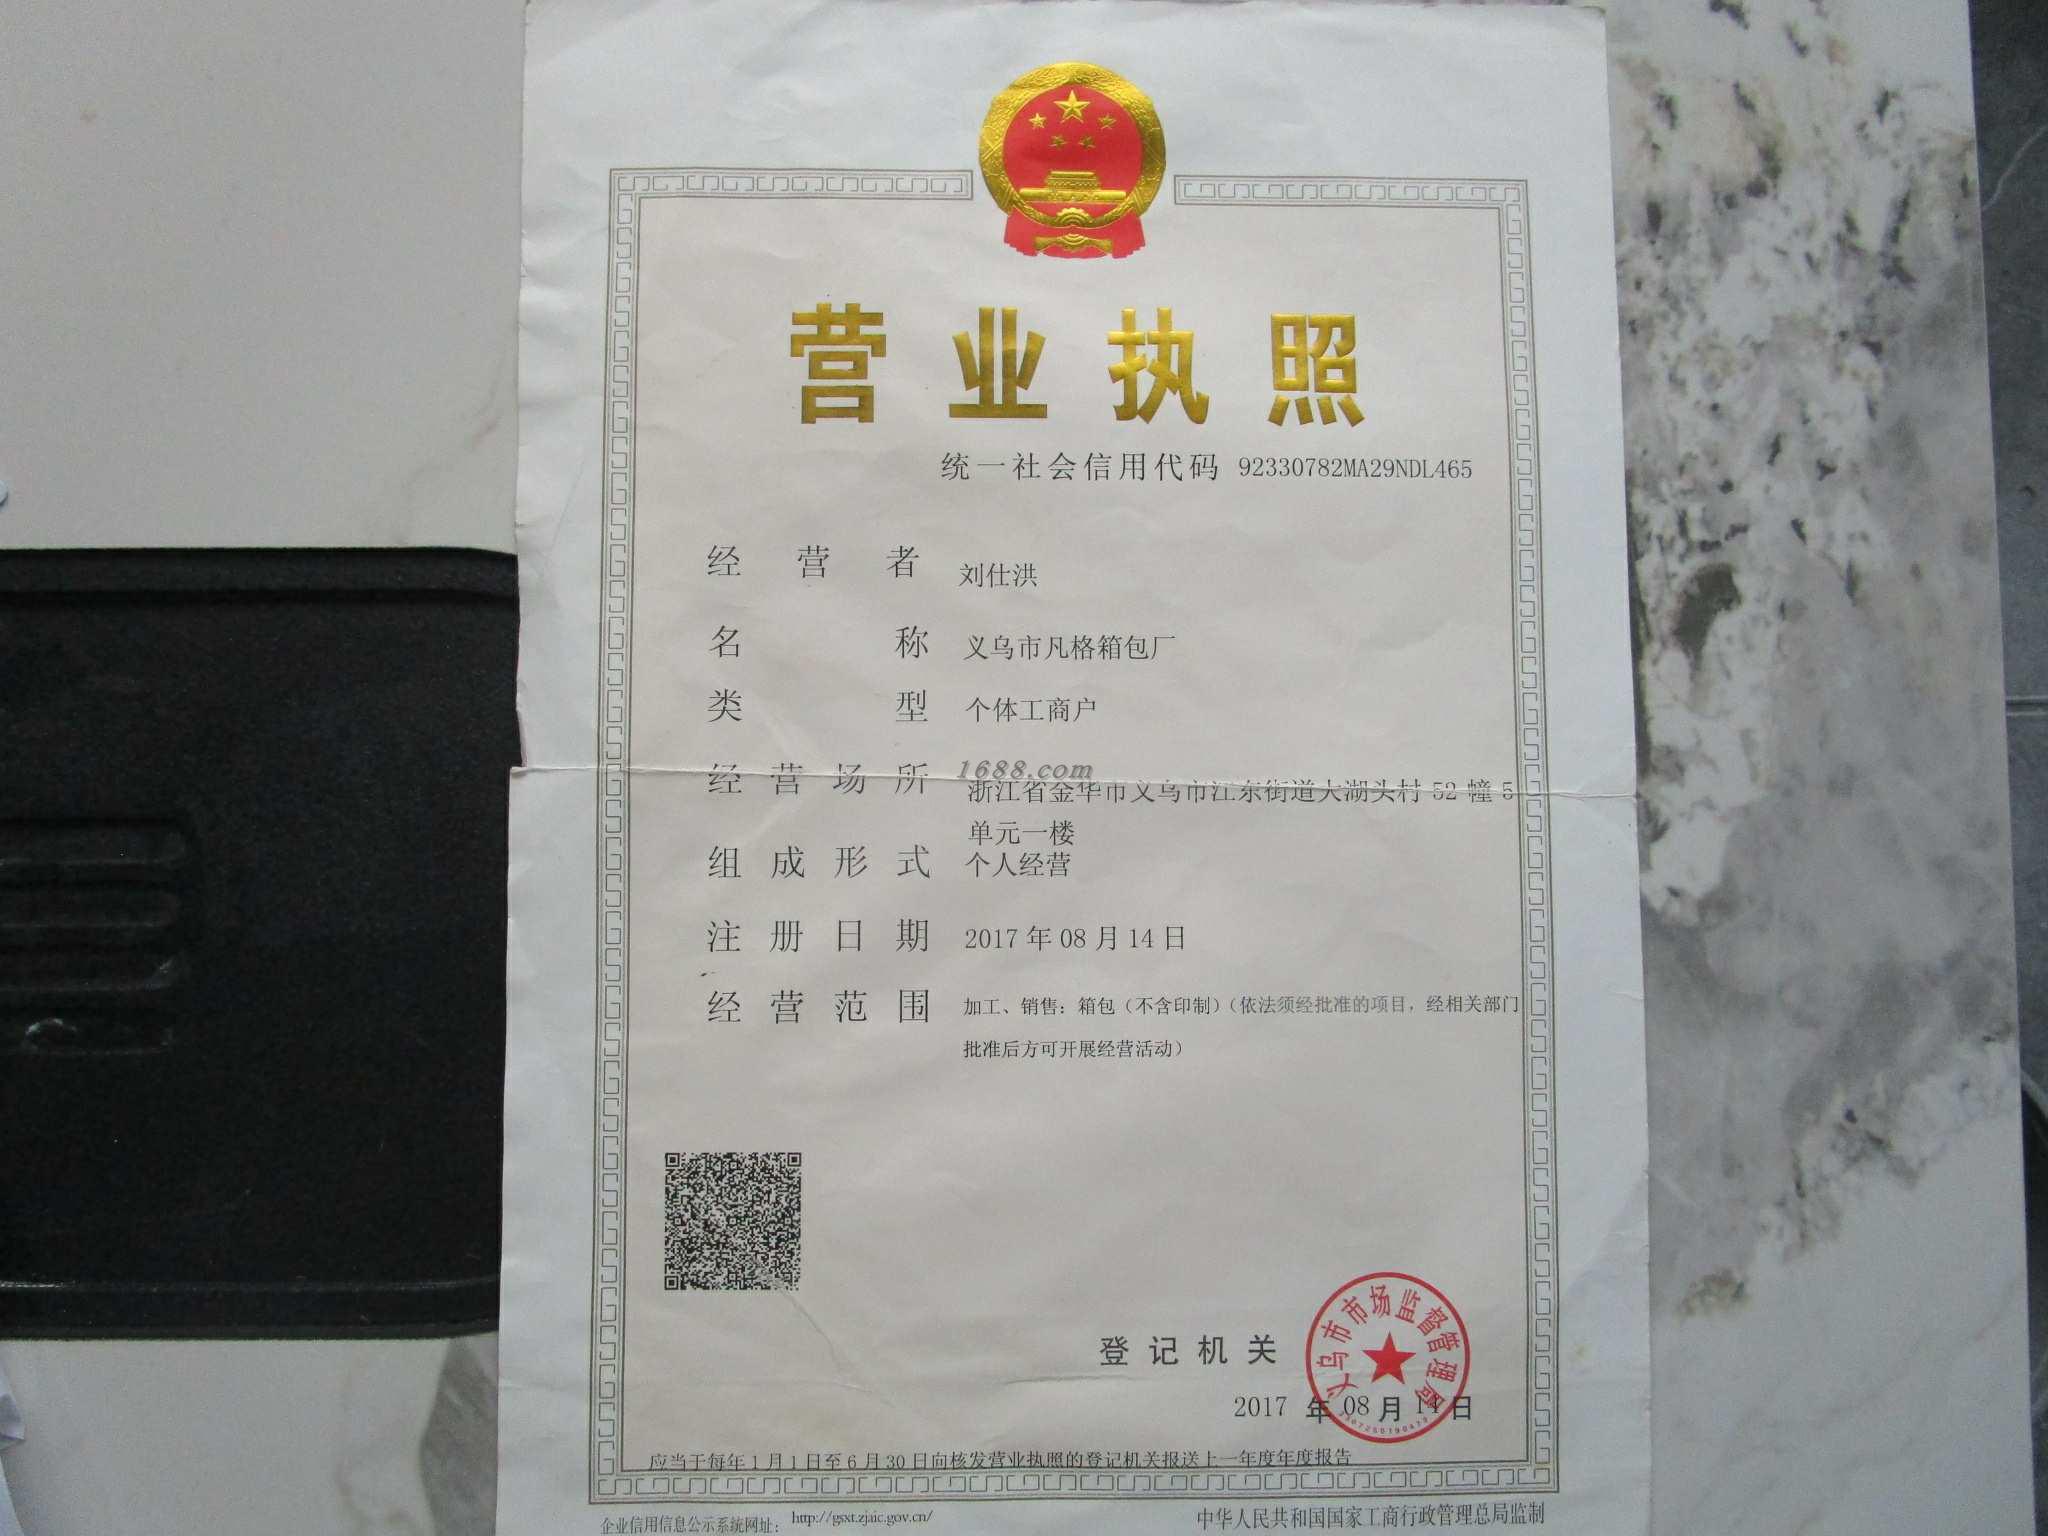 营业执照
统一社会信用代码 92330782MA29NDL465
经营者 刘仕洪
名称 义乌市凡格箱包厂
类型 个体工商户
1688.com
经营场所 浙江省金华市义乌市江东街道大湖头村 52 幢 5
单元一楼
组成形式 个人经营
注册日期 2017 年 08 月 14 日
经营范围 加工、销售：箱包（不含印制）（依法须经批准的项目，经相关部门
批准后方可开展经营活动）
义乌市市场监督管理局
登记机关
2017 年 08 月 14 日
应当于每年 1 月 1 日至 6 月 30 日向核发营业执照的登记机关报送上一年度年度报告
企业信用信息公示系统网址： http://gsxt.zjaic.gov.cn/
中华人民共和国国家工商行政管理总局监制